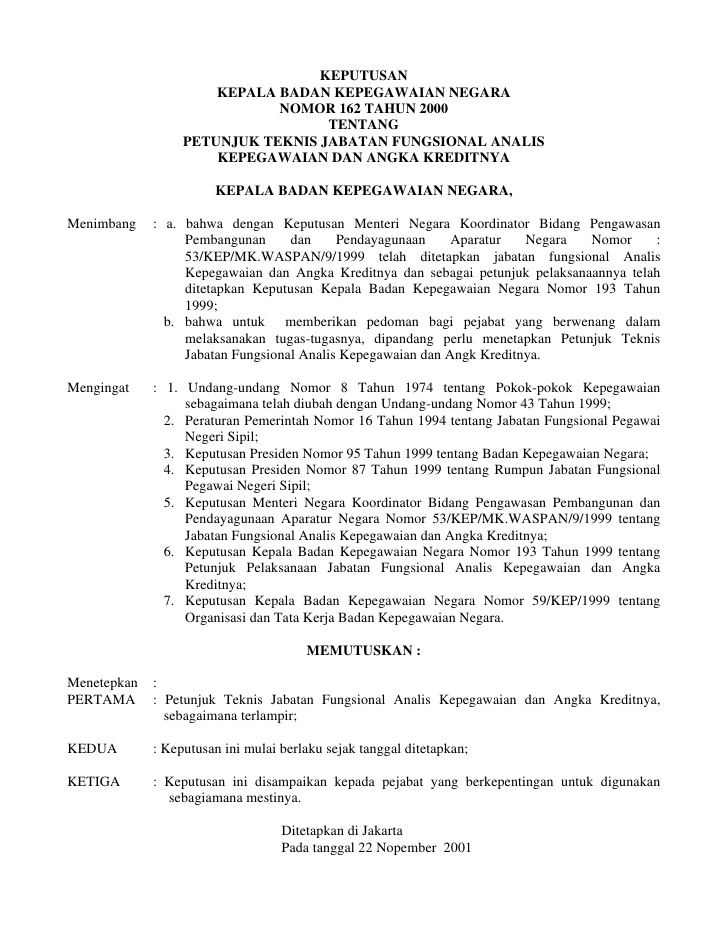 KEPUTUSAN
KEPALA BADAN KEPEGAWAIAN NEGARA
NOMOR 162 TAHUN 2000
TENTANG
PETUNJUK TEKNIS JABATAN FUNGSIONAL ANALIS
KEPEGAWAIAN DAN ANGKA KREDITNYA
KEPALA BADAN KEPEGAWAIAN NEGARA,
Menimbang : a. bahwa dengan Keputusan Menteri Negara Koordinator Bidang Pengawasan
Pembangunan dan Pendayagunaan Aparatur Negara Nomor :
53/KEP/MK.WASPAN/9/1999 telah ditetapkan jabatan fungsional Analis
Kepegawaian dan Angka Kreditnya dan sebagai petunjuk pelaksanaannya telah
ditetapkan Keputusan Kepala Badan Kepegawaian Negara Nomor 193 Tahun
1999;
b. bahwa untuk memberikan pedoman bagi pejabat yang berwenang dalam
melaksanakan tugas-tugasnya, dipandang perlu menetapkan Petunjuk Teknis
Jabatan Fungsional Analis Kepegawaian dan Angk Kreditnya.
Mengingat : 1. Undang-undang Nomor 8 Tahun 1974 tentang Pokok-pokok Kepegawaian
sebagaimana telah diubah dengan Undang-undang Nomor 43 Tahun 1999;
2. Peraturan Pemerintah Nomor 16 Tahun 1994 tentang Jabatan Fungsional Pegawai
Negeri Sipil;
3. Keputusan Presiden Nomor 95 Tahun 1999 tentang Badan Kepegawaian Negara;
4. Keputusan Presiden Nomor 87 Tahun 1999 tentang Rumpun Jabatan Fungsional
Pegawai Negeri Sipil;
5. Keputusan Menteri Negara Koordinator Bidang Pengawasan Pembangunan dan
Pendayagunaan Aparatur Negara Nomor 53/KEP/MK.WASPAN/9/1999 tentang
Jabatan Fungsional Analis Kepegawaian dan Angka Kreditnya;
6. Keputusan Kepala Badan Kepegawaian Negara Nomor 193 Tahun 1999 tentang
Petunjuk Pelaksanaan Jabatan Fungsional Analis Kepegawaian dan Angka
Kreditnya;
7. Keputusan Kepala Badan Kepegawaian Negara Nomor 59/KEP/1999 tentang
Organisasi dan Tata Kerja Badan Kepegawaian Negara.
MEMUTUSKAN :
Menetepkan :
PERTAMA : Petunjuk Teknis Jabatan Fungsional Analis Kepegawaian dan Angka Kreditnya,
sebagaimana terlampir;
KEDUA : Keputusan ini mulai berlaku sejak tanggal ditetapkan;
KETIGA : Keputusan ini disampaikan kepada pejabat yang berkepentingan untuk digunakan
sebagiamana mestinya.
Ditetapkan di Jakarta
Pada tanggal 22 Nopember 2001